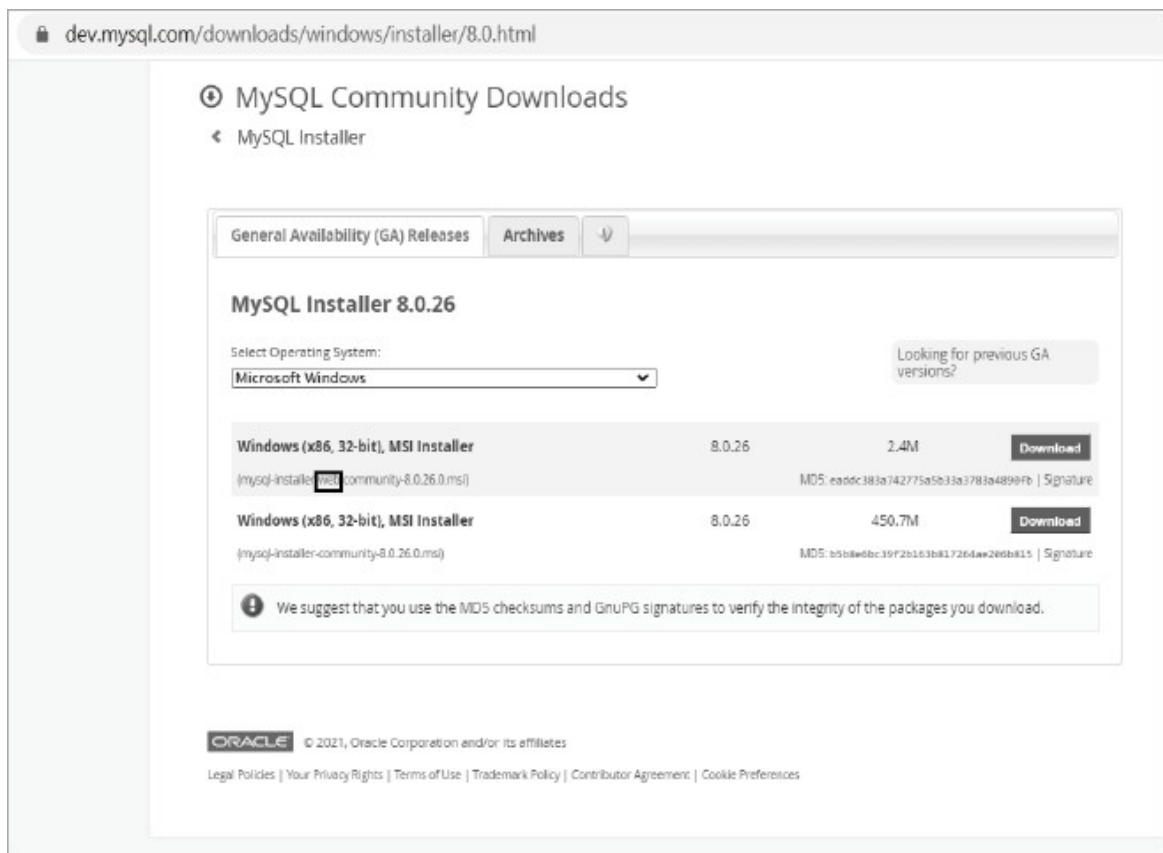 dev.mysql.com/downloads/windows/installer/8.0.html
MySQL Community Downloads
MySQL Installer
General Availability (GA) Releases Archives
MySQL Installer 8.0.26
Select Operating System:
Looking for previous GA
versions?
Microsoft Windows
Windows (x86, 32-bit), MSI Installer 8.0.26 2.4M Download
(mysql-installer-web-community-8.0.26.0.msi) MD5: | Signature
Windows (x86, 32-bit), MSI Installer 8.0.26 450.7M Download
(mysql-installer-community-8.0.26.0.msi) MD5: | Signature
We suggest that you use the MD5 checksums and GnuPG signatures to verify the integrity of the packages you download.
ORACLE © 2021, Oracle Corporation and/or its affiliates
Legal Policies | Your Privacy Rights | Terms of Use | Trademark Policy | Contributor Agreement | Cookie Preferences